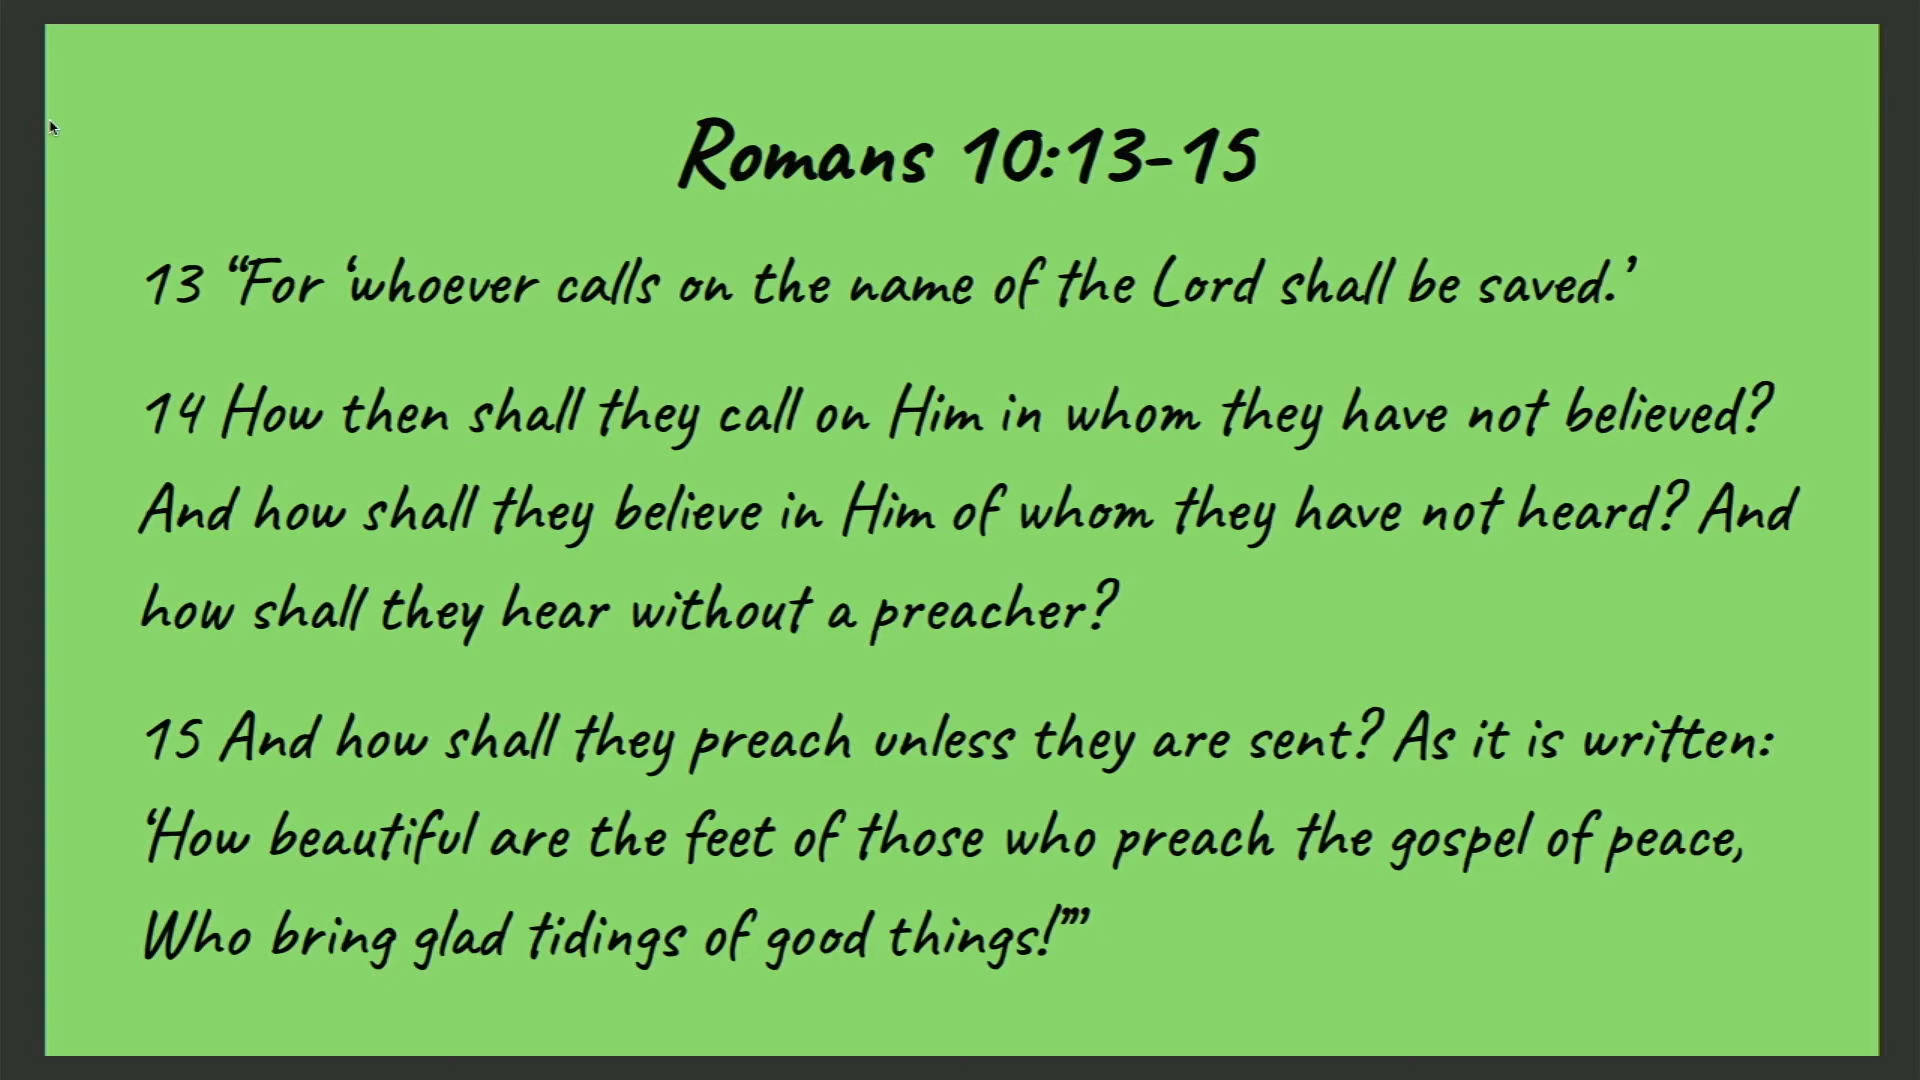 Romans 10:13-15
13 “For ‘whoever calls on the name of the Lord shall be saved.’
14 How then shall they call on Him in whom they have not believed?
And how shall they believe in Him of whom they have not heard? And
how shall they hear without a preacher?
15 And how shall they preach unless they are sent? As it is written:
‘How beautiful are the feet of those who preach the gospel of peace,
Who bring glad tidings of good things!’”